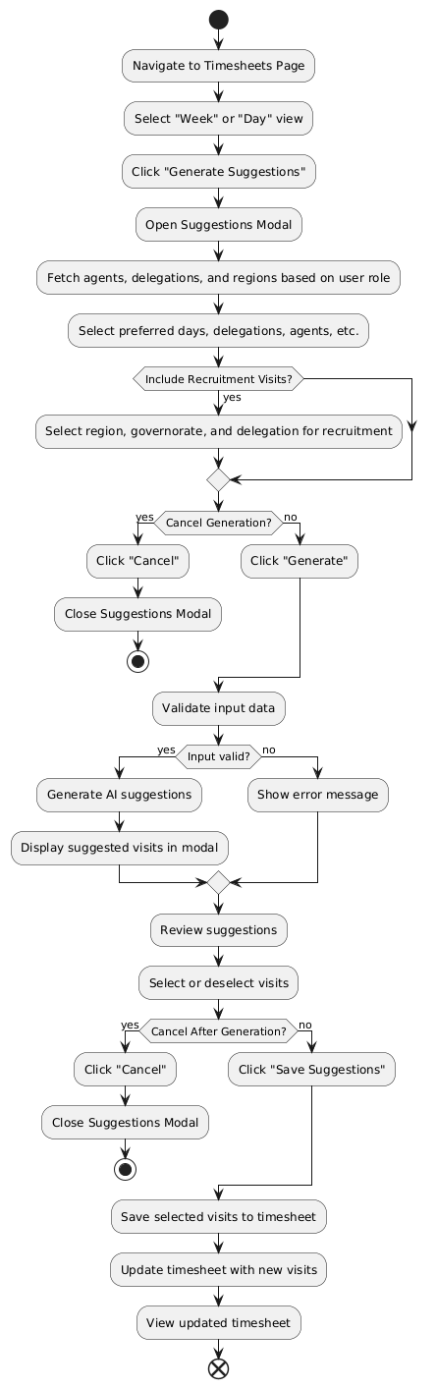 Navigate to Timesheets Page
Select "Week" or "Day" view
Click "Generate Suggestions"
Open Suggestions Modal
Fetch agents, delegations, and regions based on user role
Select preferred days, delegations, agents, etc.
Include Recruitment Visits?
yes
Select region, governorate, and delegation for recruitment
yes
Cancel Generation?
no
Click "Cancel"
Click "Generate"
Close Suggestions Modal
Validate input data
yes
Input valid?
no
Generate AI suggestions
Show error message
Display suggested visits in modal
Review suggestions
Select or deselect visits
yes
Cancel After Generation?
no
Click "Cancel"
Click "Save Suggestions"
Close Suggestions Modal
Save selected visits to timesheet
Update timesheet with new visits
View updated timesheet